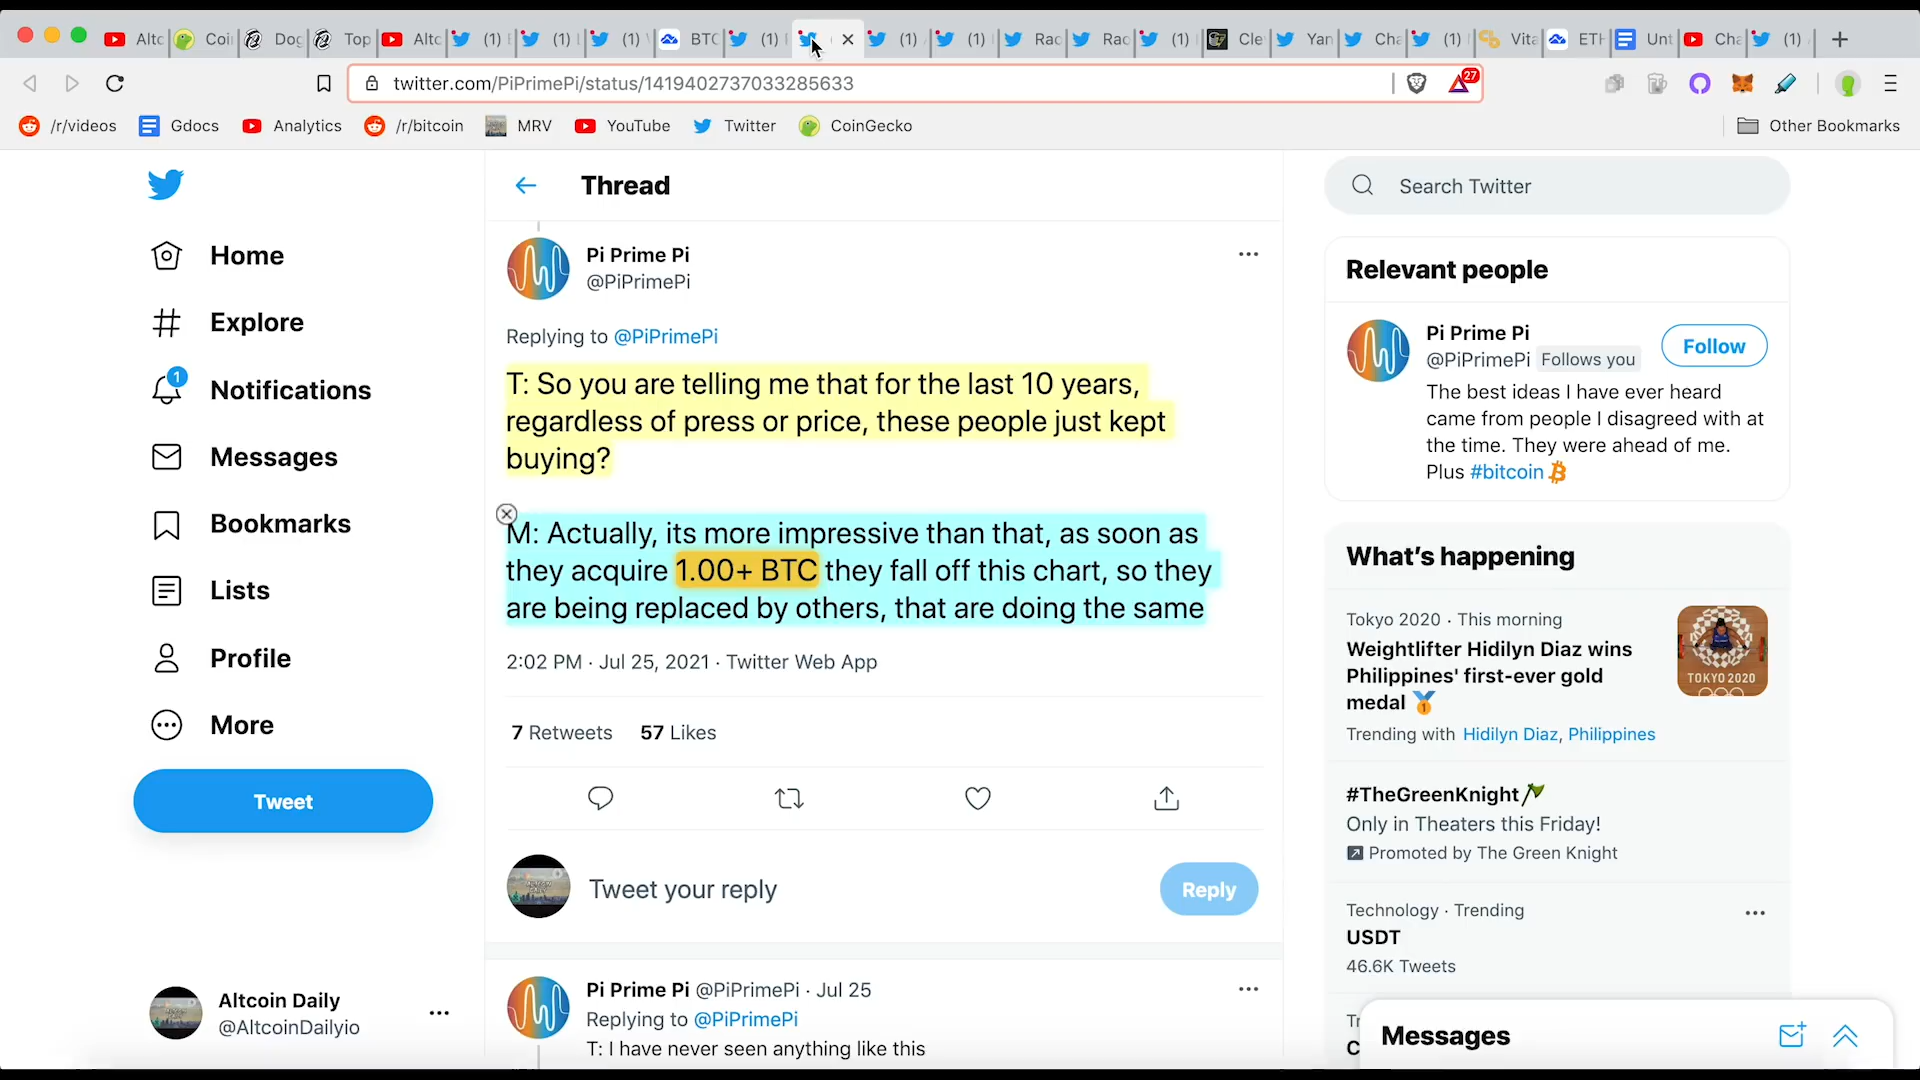 Altc
Coi
Dog
Top
Altc
(1)
(1)
(1)
BTC
(1)
(1)
(1)
Rac
Rac
(1)
Cle
Yan
Cha
(1)
Vita
ETH
Unt
Cha
(1)
twitter.com/PiPrimePi/status/1419402737033285633
27
/r/videos
Gdocs
Analytics
/r/bitcoin
MRV
YouTube
Twitter
CoinGecko
Other Bookmarks
Home
Explore
1
Notifications
Messages
Bookmarks
Lists
Profile
More
Tweet
Altcoin Daily
@AltcoinDailyio
Thread
Pi Prime Pi
@PiPrimePi
Replying to @PiPrimePi
T: So you are telling me that for the last 10 years,
regardless of press or price, these people just kept
buying?
M: Actually, its more impressive than that, as soon as
they acquire 1.00+ BTC they fall off this chart, so they
are being replaced by others, that are doing the same
2:02 PM · Jul 25, 2021 · Twitter Web App
7 Retweets 57 Likes
Tweet your reply
Reply
Pi Prime Pi @PiPrimePi · Jul 25
Replying to @PiPrimePi
T: I have never seen anything like this
Search Twitter
Relevant people
Pi Prime Pi
@PiPrimePi Follows you
Follow
The best ideas I have ever heard
came from people I disagreed with at
the time. They were ahead of me.
Plus #bitcoin
What's happening
Tokyo 2020 · This morning
Weightlifter Hidilyn Diaz wins
Philippines' first-ever gold
medal
TOKYO 2020
Trending with Hidilyn Diaz, Philippines
#TheGreenKnight
Only in Theaters this Friday!
Promoted by The Green Knight
Technology · Trending
USDT
46.6K Tweets
Messages